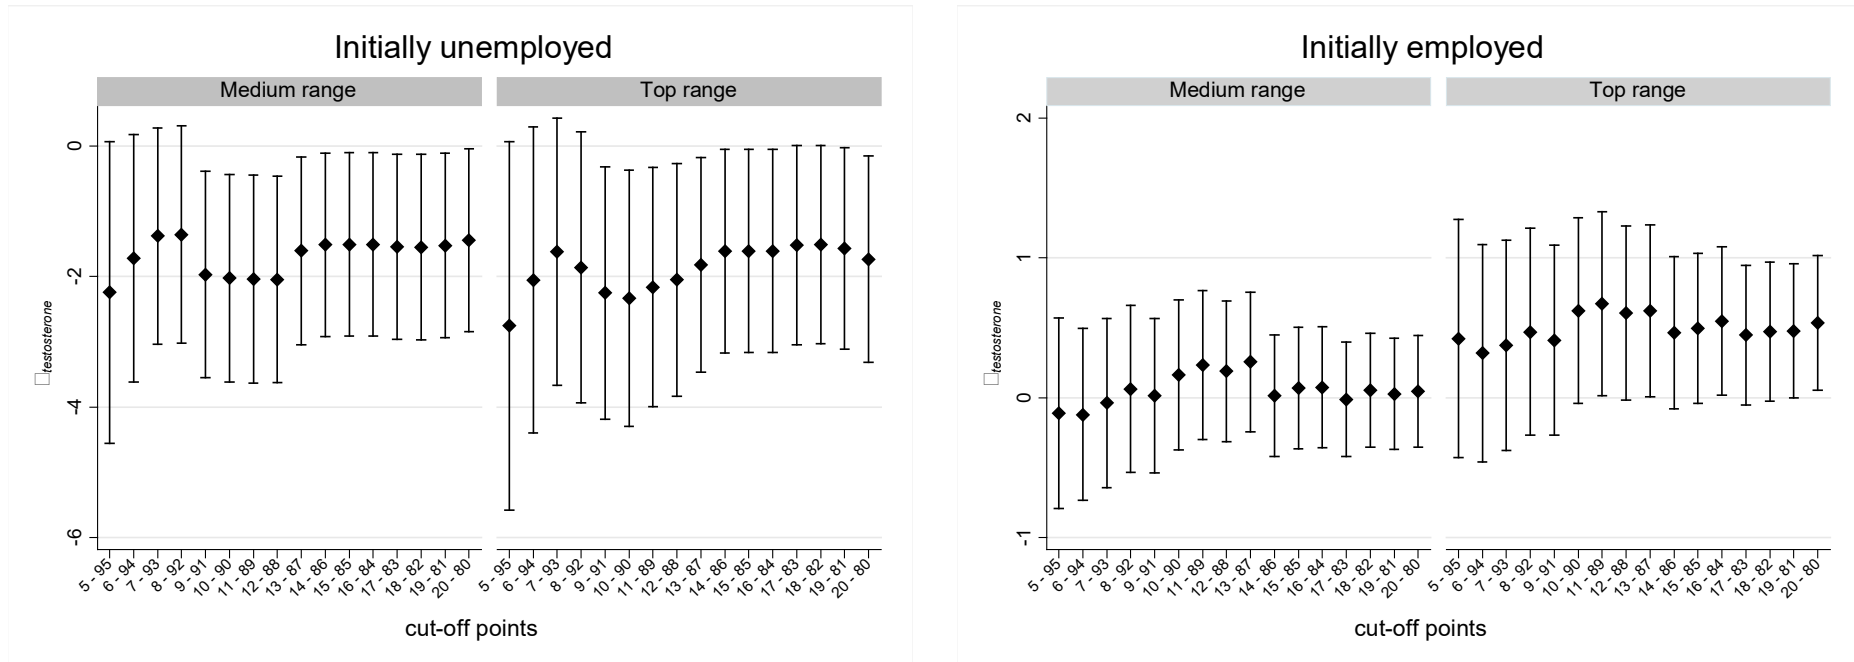 Initially unemployed
Medium range
Top range
0
-2
-4
-6
□testosterone
5 - 95
6 - 94
7 - 93
8 - 92
9 - 91
10 - 90
11 - 89
12 - 88
13 - 87
14 - 86
15 - 85
16 - 84
17 - 83
18 - 82
19 - 81
20 - 80
5 - 95
6 - 94
7 - 93
8 - 92
9 - 91
10 - 90
11 - 89
12 - 88
13 - 87
14 - 86
15 - 85
16 - 84
17 - 83
18 - 82
19 - 81
20 - 80
cut-off points
Initially employed
Medium range
Top range
2
1
0
-1
□testosterone
5 - 95
6 - 94
7 - 93
8 - 92
9 - 91
10 - 90
11 - 89
12 - 88
13 - 87
14 - 86
15 - 85
16 - 84
17 - 83
18 - 82
19 - 81
20 - 80
5 - 95
6 - 94
7 - 93
8 - 92
9 - 91
10 - 90
11 - 89
12 - 88
13 - 87
14 - 86
15 - 85
16 - 84
17 - 83
18 - 82
19 - 81
20 - 80
cut-off points